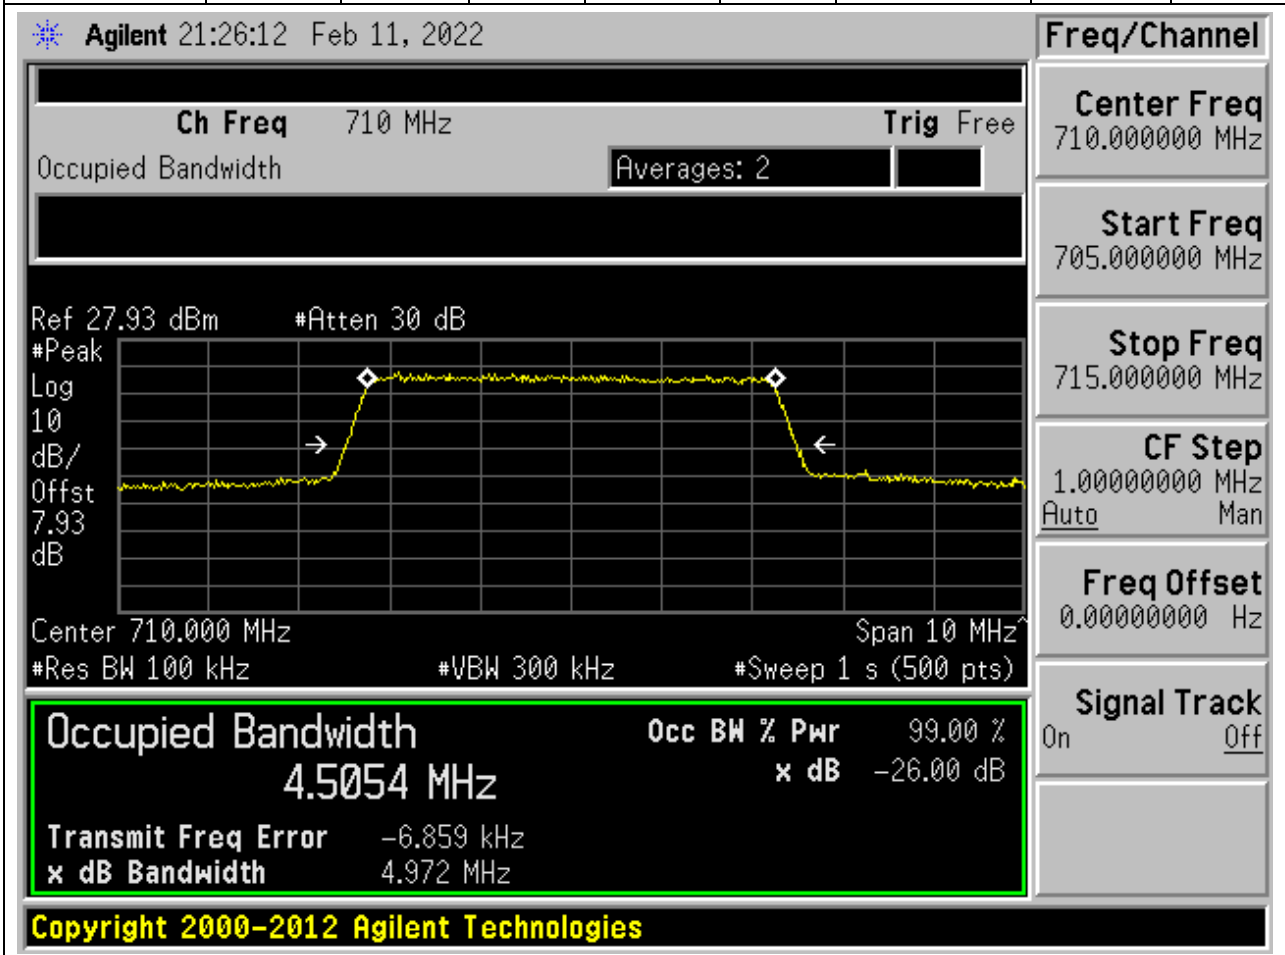 Agilent 21:26:12 Feb 11, 2022
Freq/Channel
Ch Freq 710 MHz Trig Free
Occupied Bandwidth Averages: 2
Center Freq
710.000000 MHz
Start Freq
705.000000 MHz
Stop Freq
715.000000 MHz
CF Step
1.00000000 MHz
Auto Man
Freq Offset
0.00000000 Hz
Signal Track
On Off
Ref 27.93 dBm #Atten 30 dB
#Peak
Log
10
dB/
Offst
7.93
dB
Center 710.000 MHz Span 10 MHz^
#Res BW 100 kHz #VBW 300 kHz #Sweep 1 s (500 pts)
Occupied Bandwidth Occ BW % Pwr 99.00 %
4.5054 MHz x dB -26.00 dB
Transmit Freq Error -6.859 kHz
x dB Bandwidth 4.972 MHz
Copyright 2000-2012 Agilent Technologies